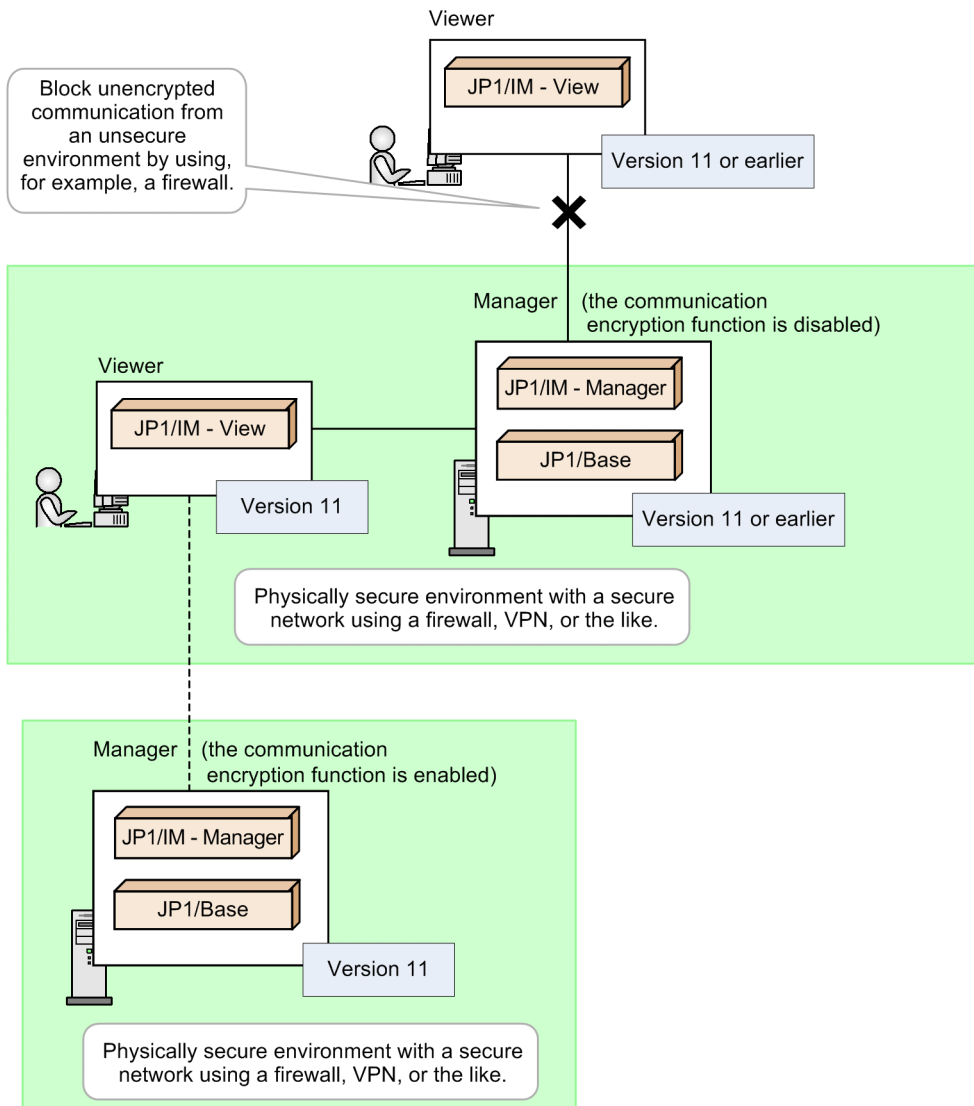 Viewer
JP1/IM - View
Version 11 or earlier
Block unencrypted
communication from
an unsecure
environment by using,
for example, a firewall.
Manager (the communication
encryption function is disabled)
JP1/IM - Manager
JP1/Base
Version 11 or earlier
Viewer
JP1/IM - View
Version 11
Physically secure environment with a secure
network using a firewall, VPN, or the like.
Manager (the communication
encryption function is enabled)
JP1/IM - Manager
JP1/Base
Version 11
Physically secure environment with a secure
network using a firewall, VPN, or the like.